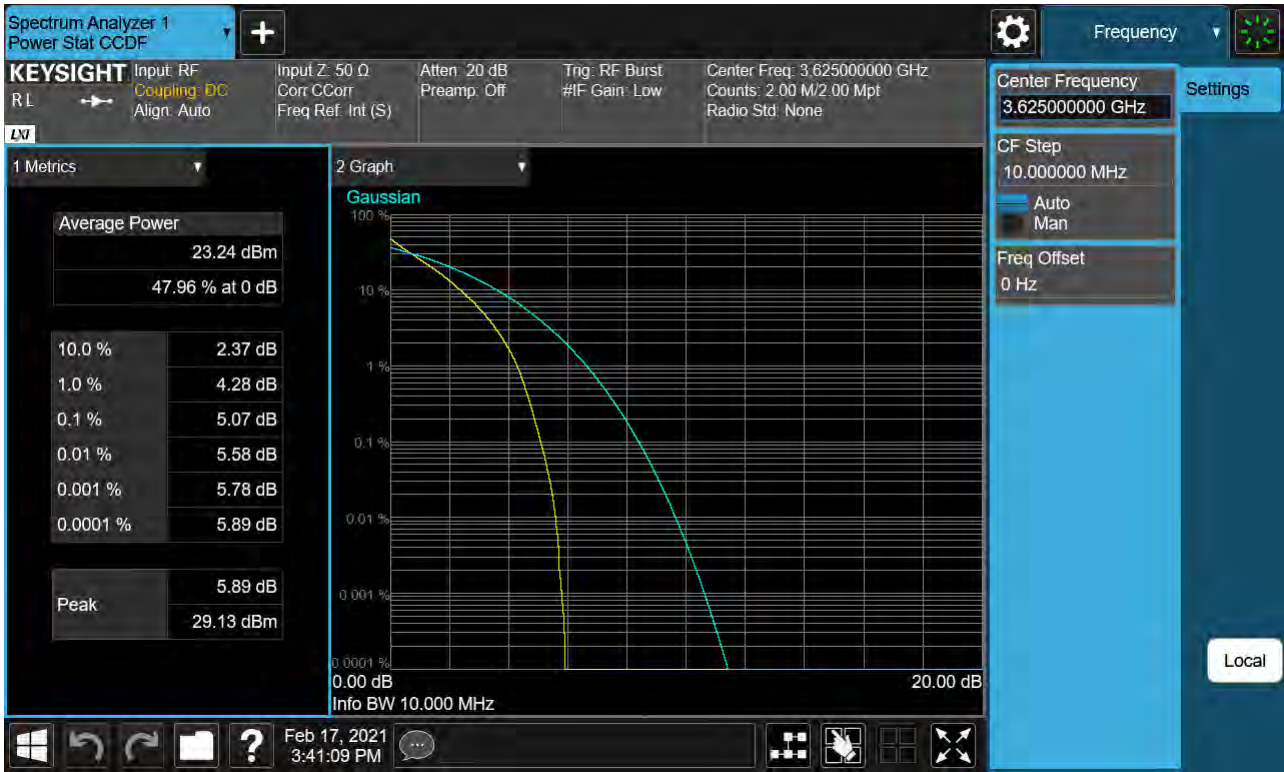 Spectrum Analyzer 1
Power Stat CCDF
+
Frequency
KEYSIGHT
RL
LXI
Input: RF
Coupling: DC
Align: Auto
Input Z: 50 Ω
Corr CCorr
Freq Ref: Int (S)
Atten: 20 dB
Preamp: Off
Trig: RF Burst
#IF Gain: Low
Center Freq: 3.625000000 GHz
Counts: 2.00 M/2.00 Mpt
Radio Std: None
Center Frequency
3.625000000 GHz
Settings
CF Step
10.000000 MHz
Auto
Man
Freq Offset
0 Hz
1 Metrics
Average Power
23.24 dBm
47.96 % at 0 dB
10.0 % 2.37 dB
1.0 % 4.28 dB
0.1 % 5.07 dB
0.01 % 5.58 dB
0.001 % 5.78 dB
0.0001 % 5.89 dB
Peak
5.89 dB
29.13 dBm
2 Graph
Gaussian
100 %
10 %
1 %
0.1 %
0.01 %
0.001 %
0.0001 %
0.00 dB 20.00 dB
Info BW 10.000 MHz
Local
?
Feb 17, 2021
3:41:09 PM